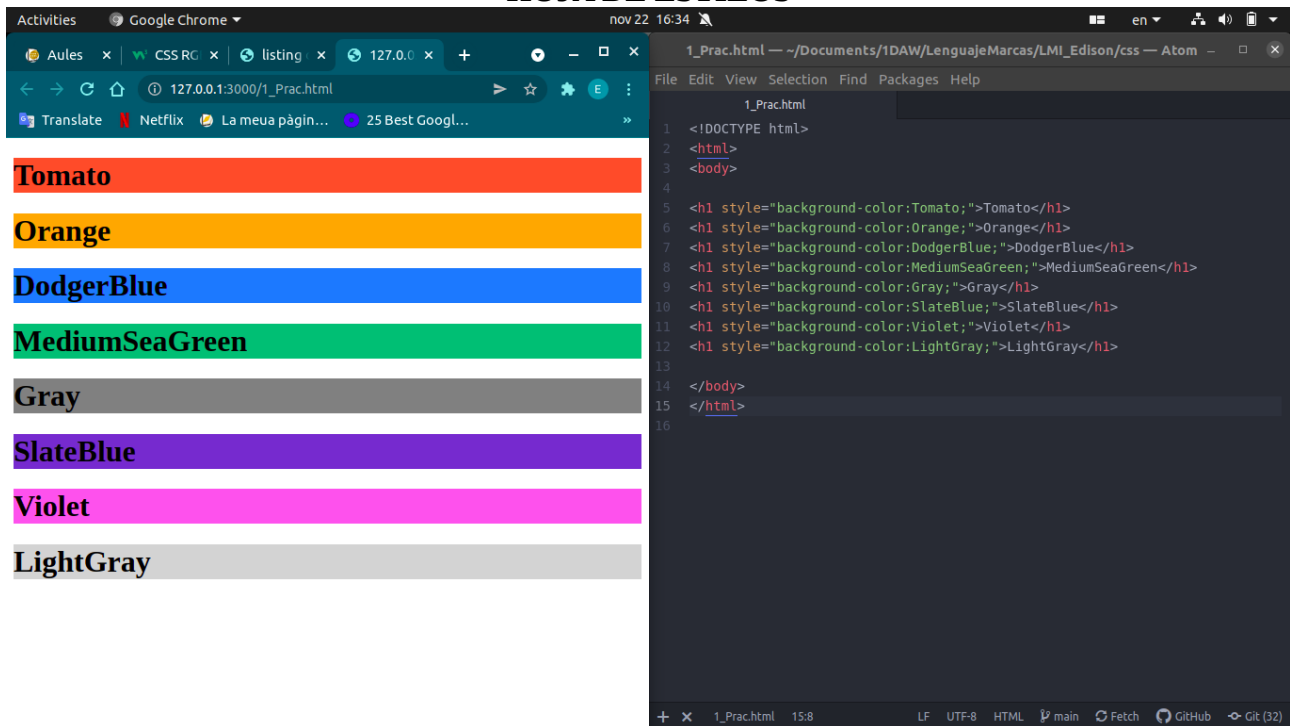 HOJA DE ESTILOS
Activities Google Chrome nov 22 16:34 en
Aules CSS RG listing 127.0.0
127.0.0.1:3000/1_Prac.html E
Translate Netflix La meua pàgin... 25 Best Googl... »
Tomato
Orange
DodgerBlue
MediumSeaGreen
Gray
SlateBlue
Violet
LightGray
1_Prac.html — ~/Documents/1DAW/LenguajeMarcas/LMI_Edison/css — Atom
File Edit View Selection Find Packages Help
1_Prac.html
1 <!DOCTYPE html>
2 <html>
3 <body>
4
5 <h1 style="background-color:Tomato;">Tomato</h1>
6 <h1 style="background-color:Orange;">Orange</h1>
7 <h1 style="background-color:DodgerBlue;">DodgerBlue</h1>
8 <h1 style="background-color:MediumSeaGreen;">MediumSeaGreen</h1>
9 <h1 style="background-color:Gray;">Gray</h1>
10 <h1 style="background-color:SlateBlue;">SlateBlue</h1>
11 <h1 style="background-color:Violet;">Violet</h1>
12 <h1 style="background-color:LightGray;">LightGray</h1>
13
14 </body>
15 </html>
16
1_Prac.html 15:8 LF UTF-8 HTML main Fetch GitHub Git (32)